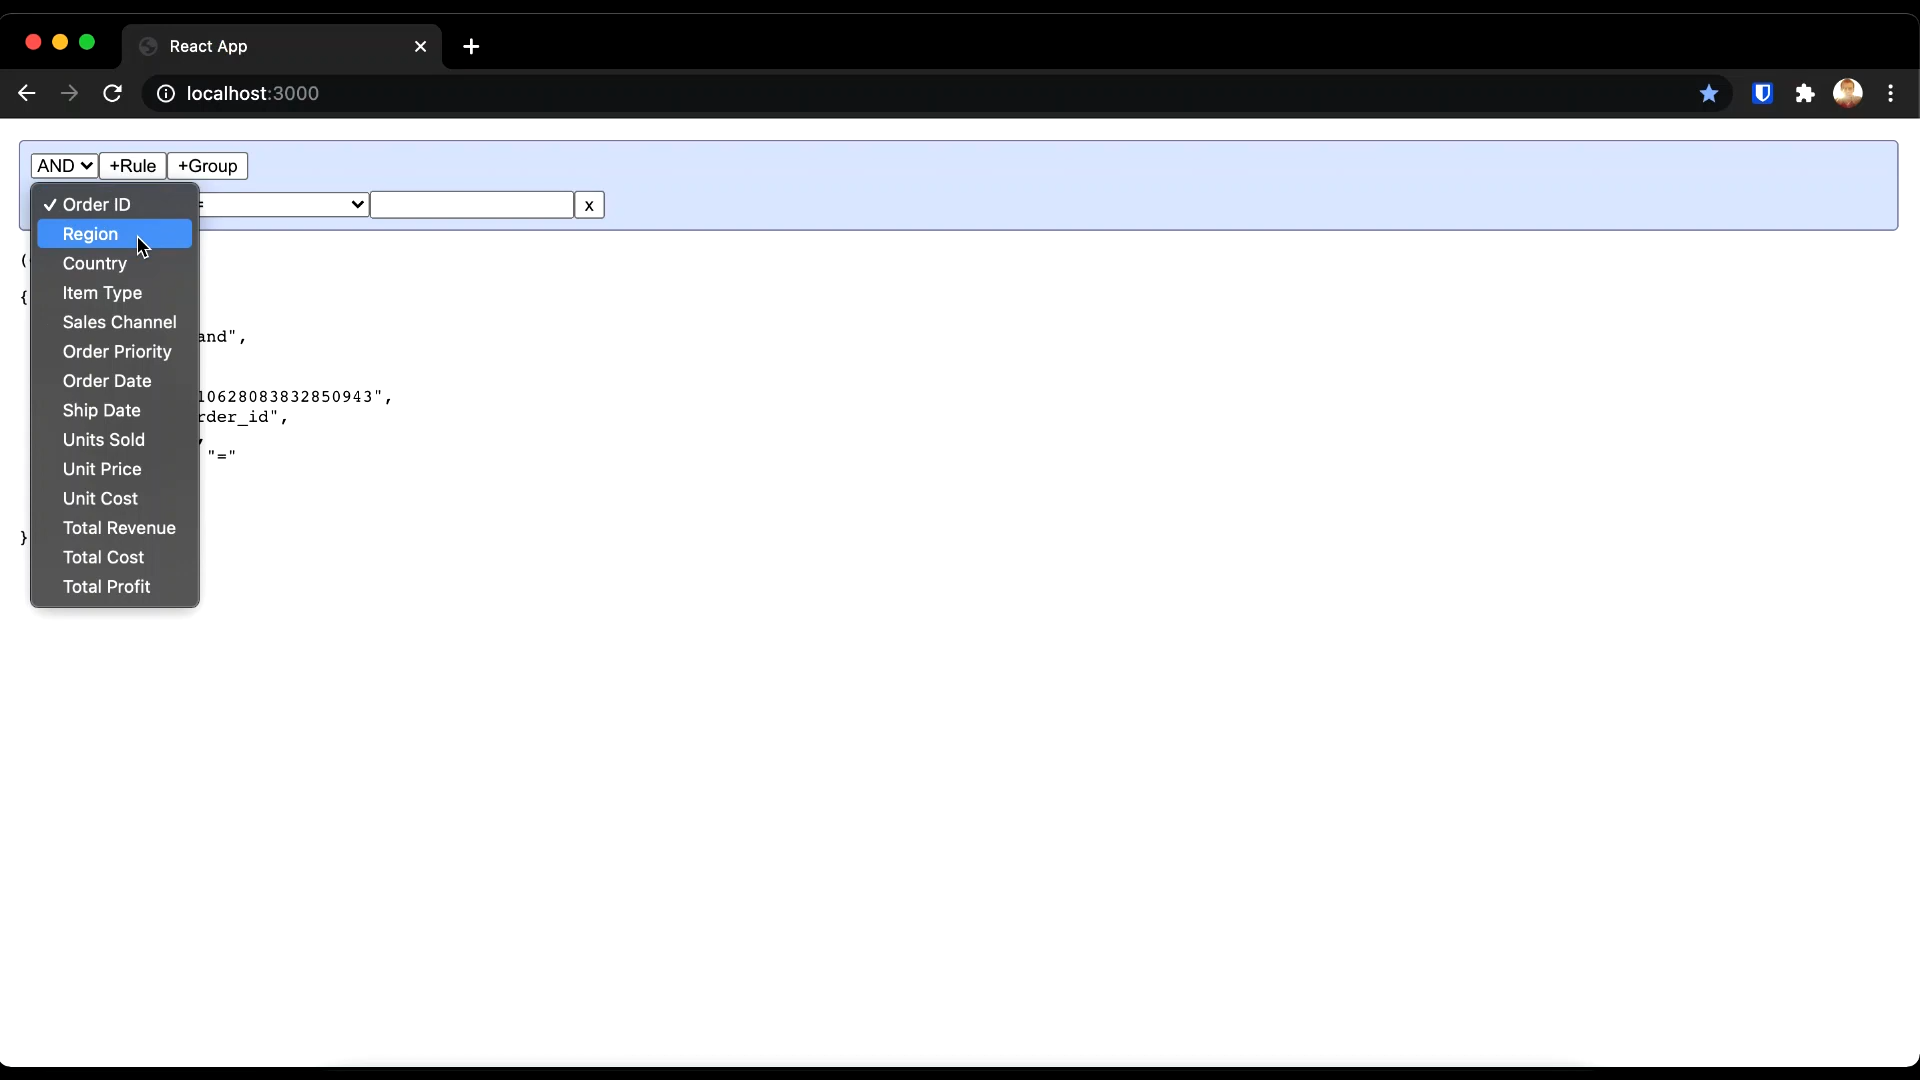 React App
localhost:3000
AND +Rule +Group
Order ID = x
Region
(
Country
Item Type
{
Sales Channel
and",
Order Priority
Order Date
10628083832850943",
Ship Date
rder_id",
Units Sold
,
"="
Unit Price
Unit Cost
Total Revenue
}
Total Cost
Total Profit